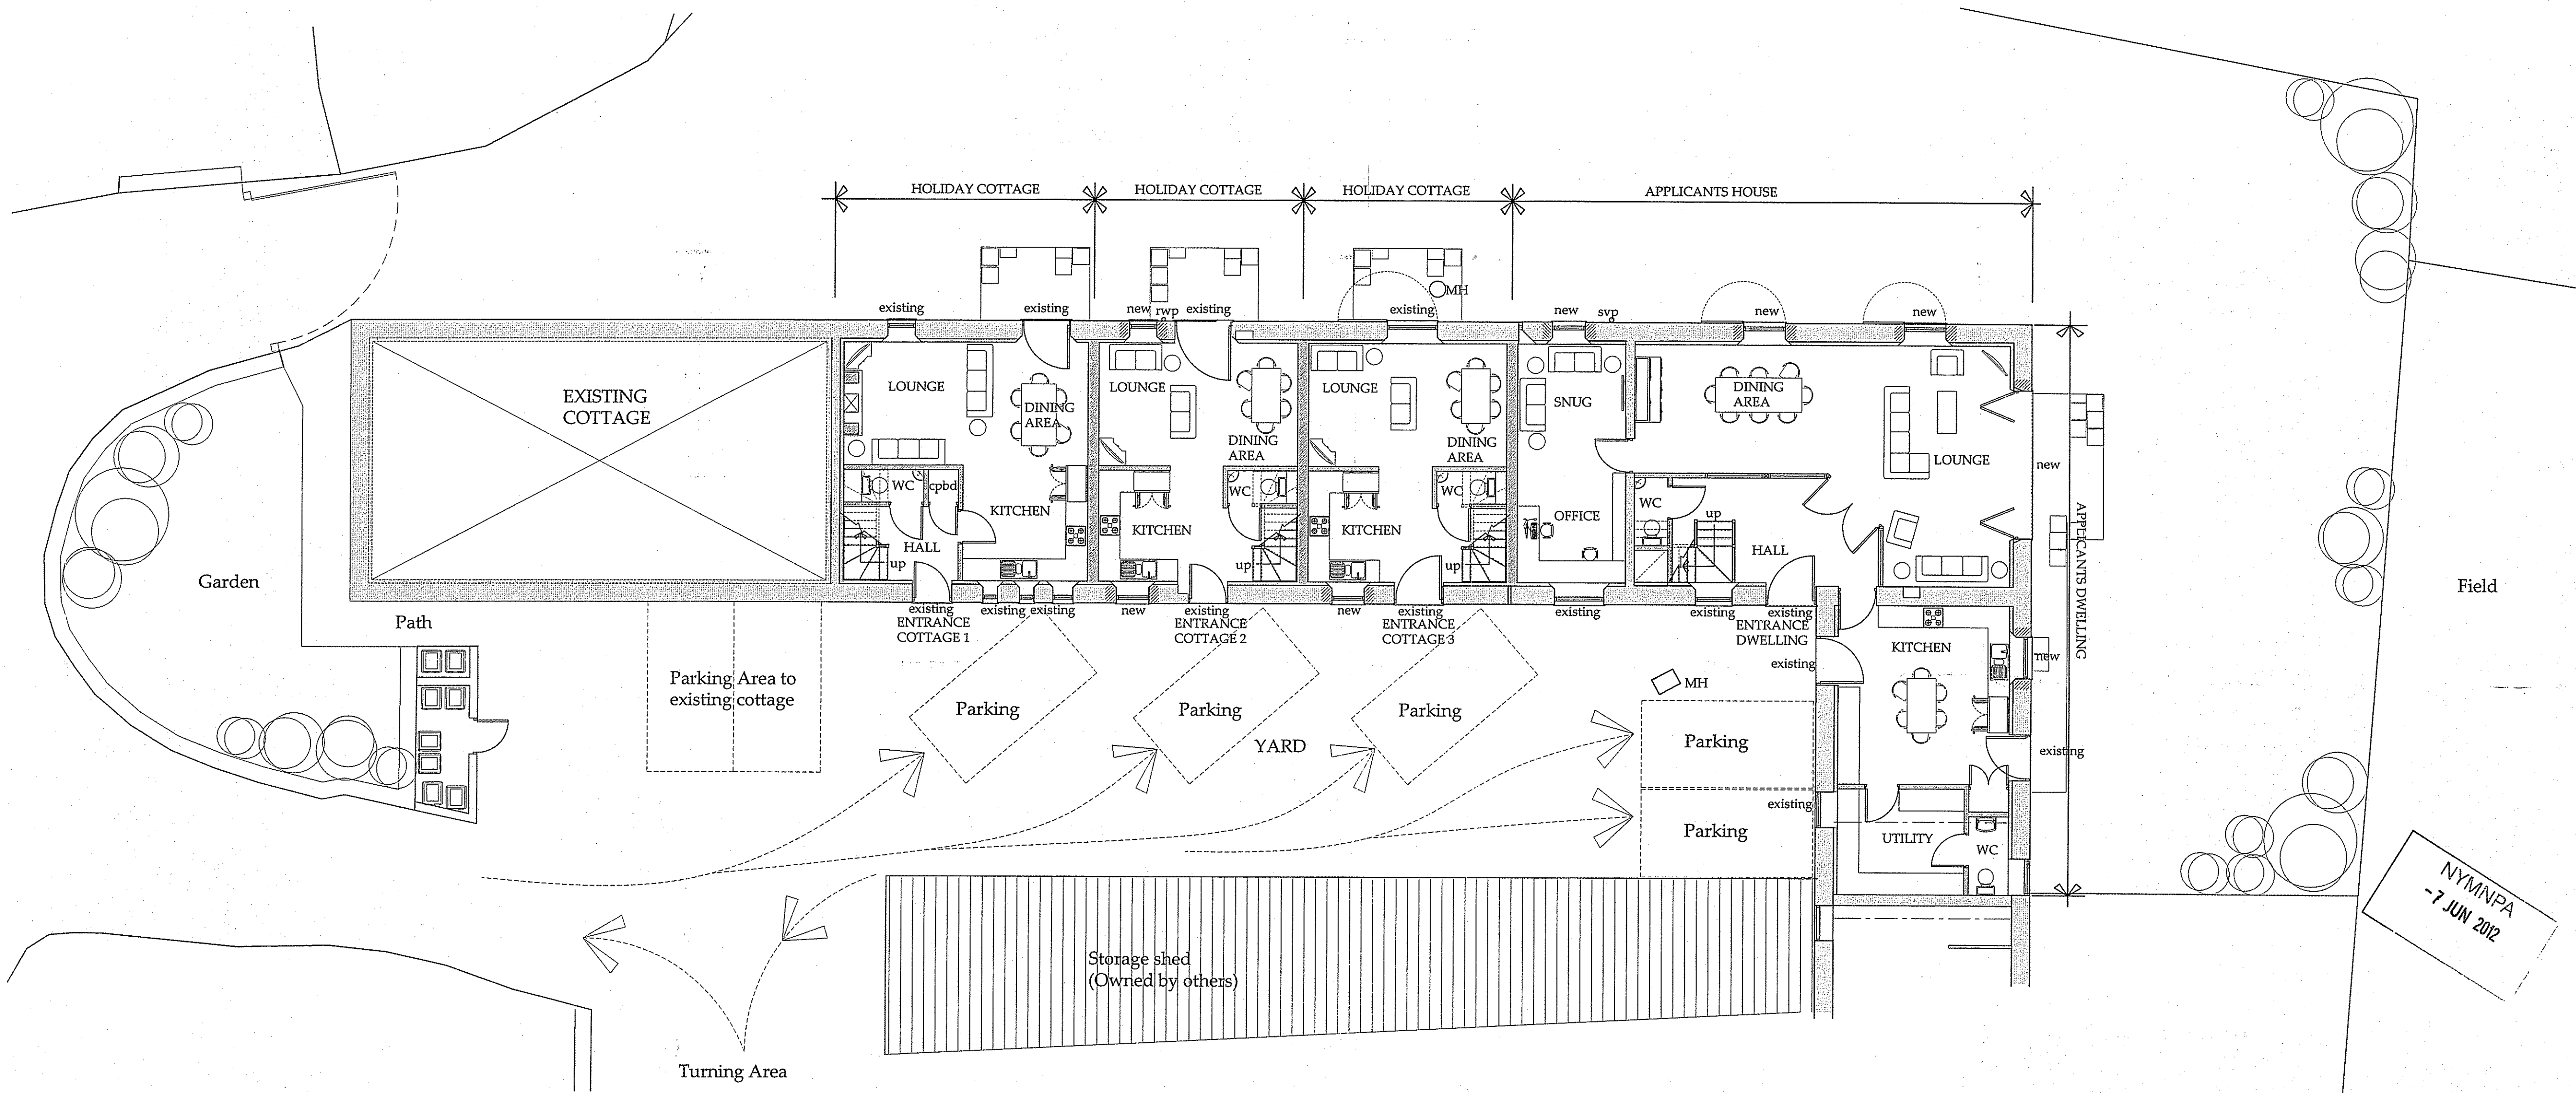 HOLIDAY COTTAGE
HOLIDAY COTTAGE
HOLIDAY COTTAGE
APPLICANTS HOUSE
MH
existing
existing
new
rwp
existing
existing
new
svp
new
new
EXISTING
COTTAGE
LOUNGE
DINING
AREA
LOUNGE
DINING
AREA
LOUNGE
DINING
AREA
SNUG
DINING
AREA
LOUNGE
new
WC
cpbd
KITCHEN
HALL
up
WC
KITCHEN
up
WC
KITCHEN
up
OFFICE
WC
up
HALL
APPLICANTS DWELLING
Garden
Path
Field
existing
ENTRANCE
COTTAGE 1
existing
existing
new
existing
ENTRANCE
COTTAGE 2
new
existing
ENTRANCE
COTTAGE 3
existing
existing
existing
ENTRANCE
DWELLING
existing
KITCHEN
new
existing
MH
Parking Area to
existing cottage
Parking
Parking
Parking
YARD
Parking
Parking
existing
UTILITY
WC
NYMNPA
-7 JUN 2012
Storage shed
(Owned by others)
Turning Area